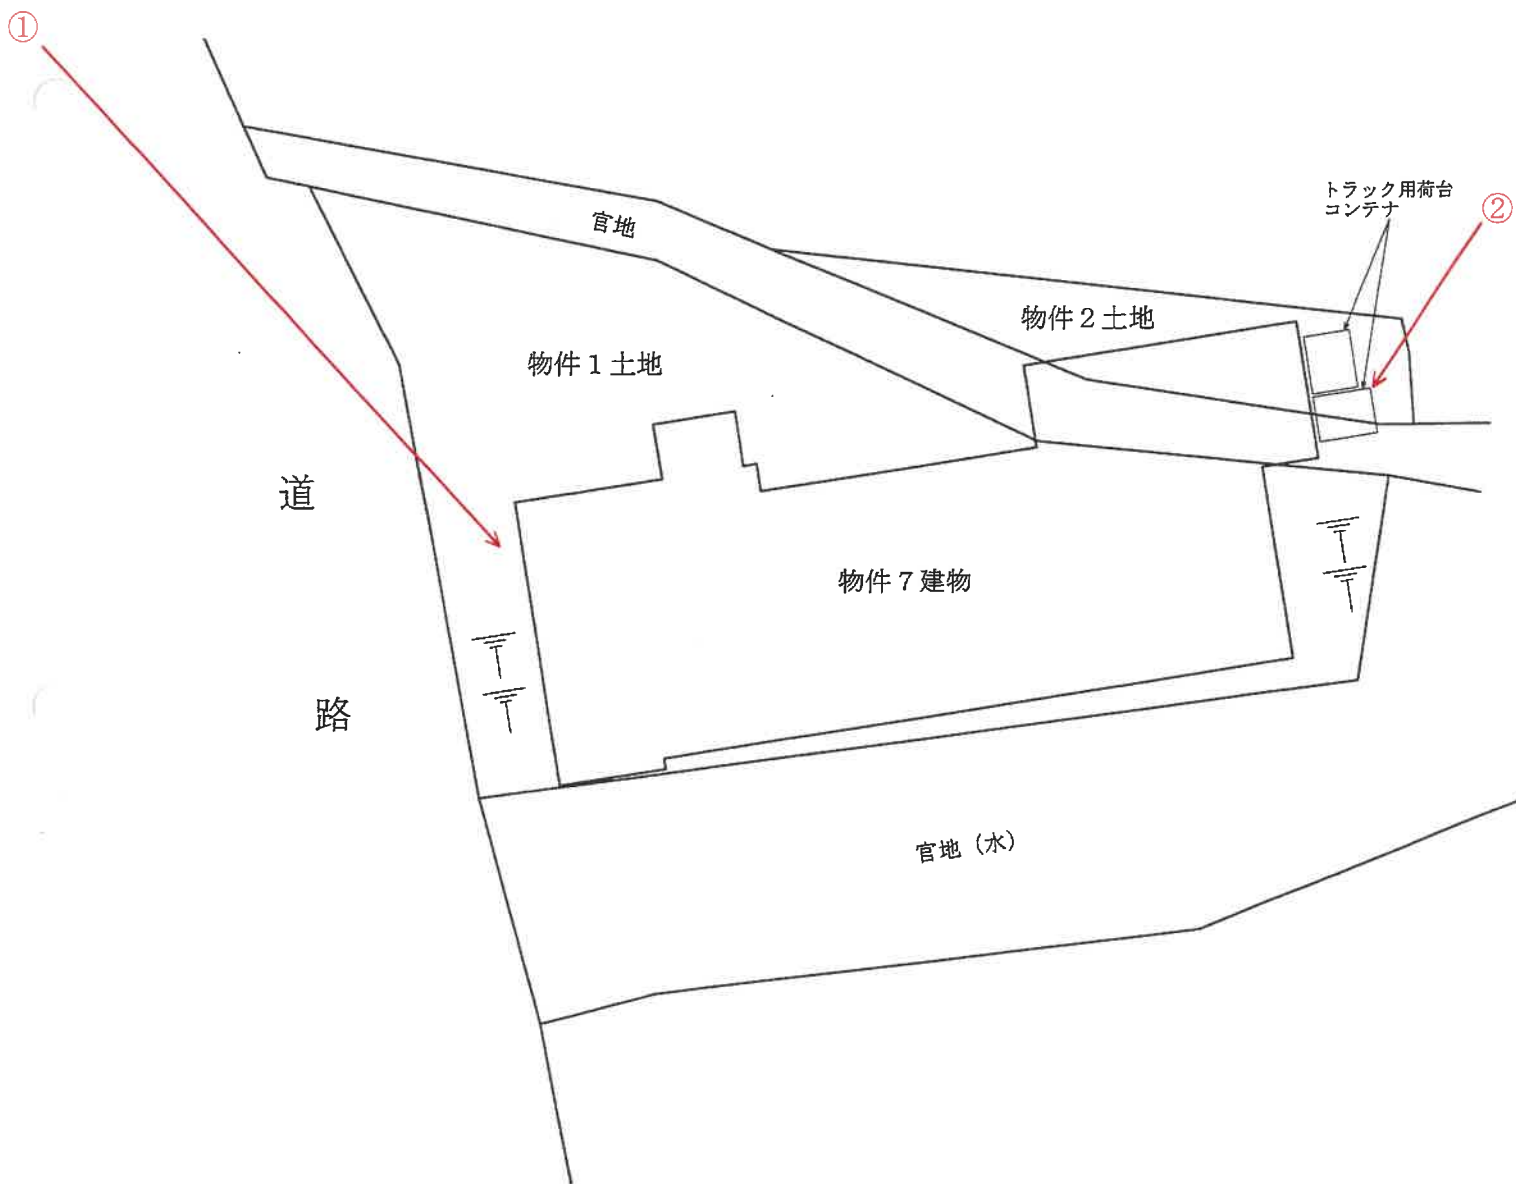 ①
トラック用荷台
コンテナ
②
官地
物件2土地
物件1土地
道
路
物件7建物
官地（水）